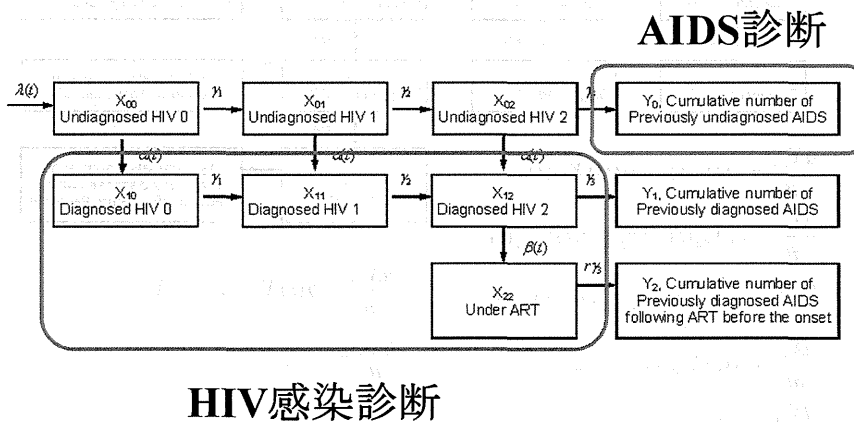 AIDS診断
λ(t)
X00
Undiagnosed HIV 0
γ1
X01
Undiagnosed HIV 1
γ2
X02
Undiagnosed HIV 2
Y0, Cumulative number of
Previously undiagnosed AIDS
α(t)
α(t)
α(t)
X10
Diagnosed HIV 0
γ1
X11
Diagnosed HIV 1
γ2
X12
Diagnosed HIV 2
γ3
Y1, Cumulative number of
Previously diagnosed AIDS
β(t)
X22
Under ART
rγ3
Y2, Cumulative number of
Previously diagnosed AIDS
following ART before the onset
HIV感染診断